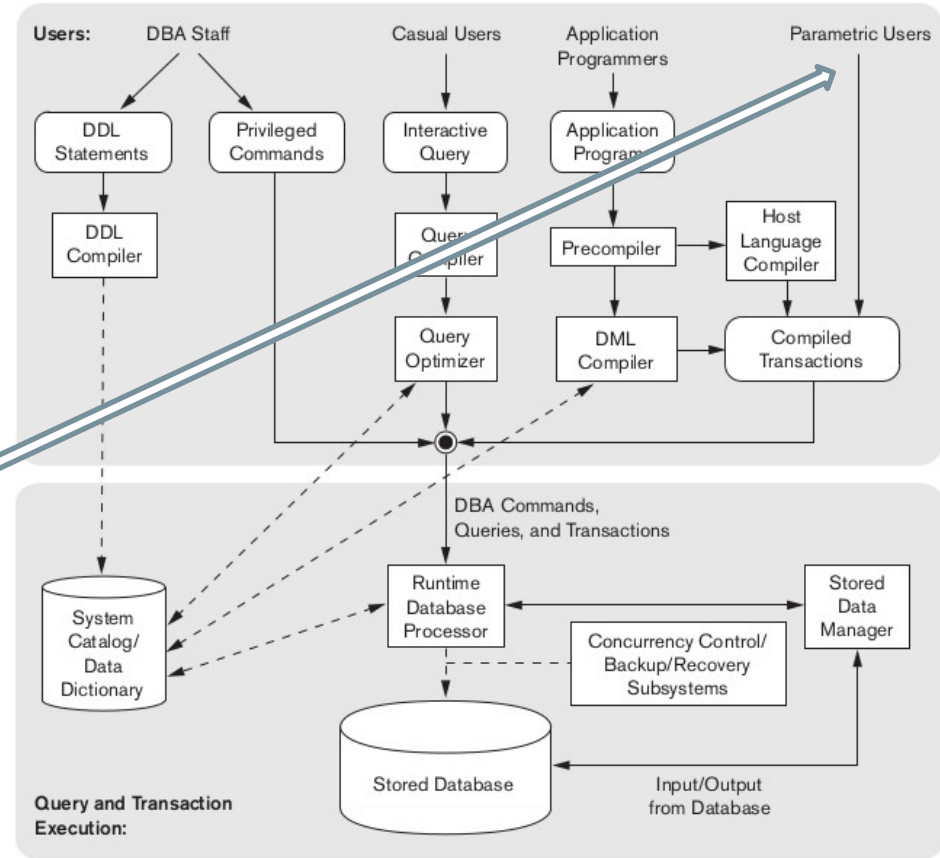 Users:
DBA Staff
Casual Users
Application
Programmers
Parametric Users
DDL
Statements
Privileged
Commands
Interactive
Query
Application
Programs
DDL
Compiler
Query
Compiler
Precompiler
Host
Language
Compiler
Query
Optimizer
DML
Compiler
Compiled
Transactions
DBA Commands,
Queries, and Transactions
System
Catalog/
Data
Dictionary
Runtime
Database
Processor
Stored
Data
Manager
Concurrency Control/
Backup/Recovery
Subsystems
Stored Database
Input/Output
from Database
Query and Transaction
Execution: